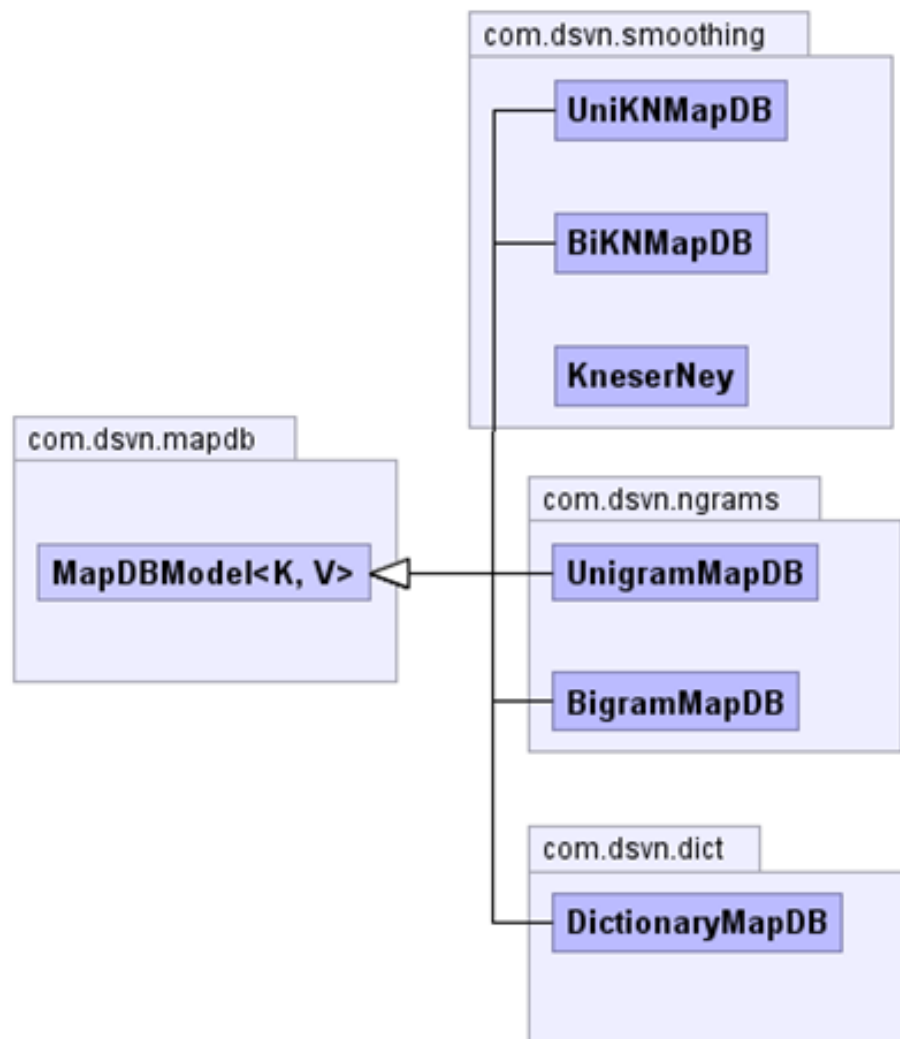 com.dsvn.smoothing
UniKNMapDB
BiKNMapDB
KneserNey
com.dsvn.mapdb
MapDBModel<K, V>
com.dsvn.ngrams
UnigramMapDB
BigramMapDB
com.dsvn.dict
DictionaryMapDB